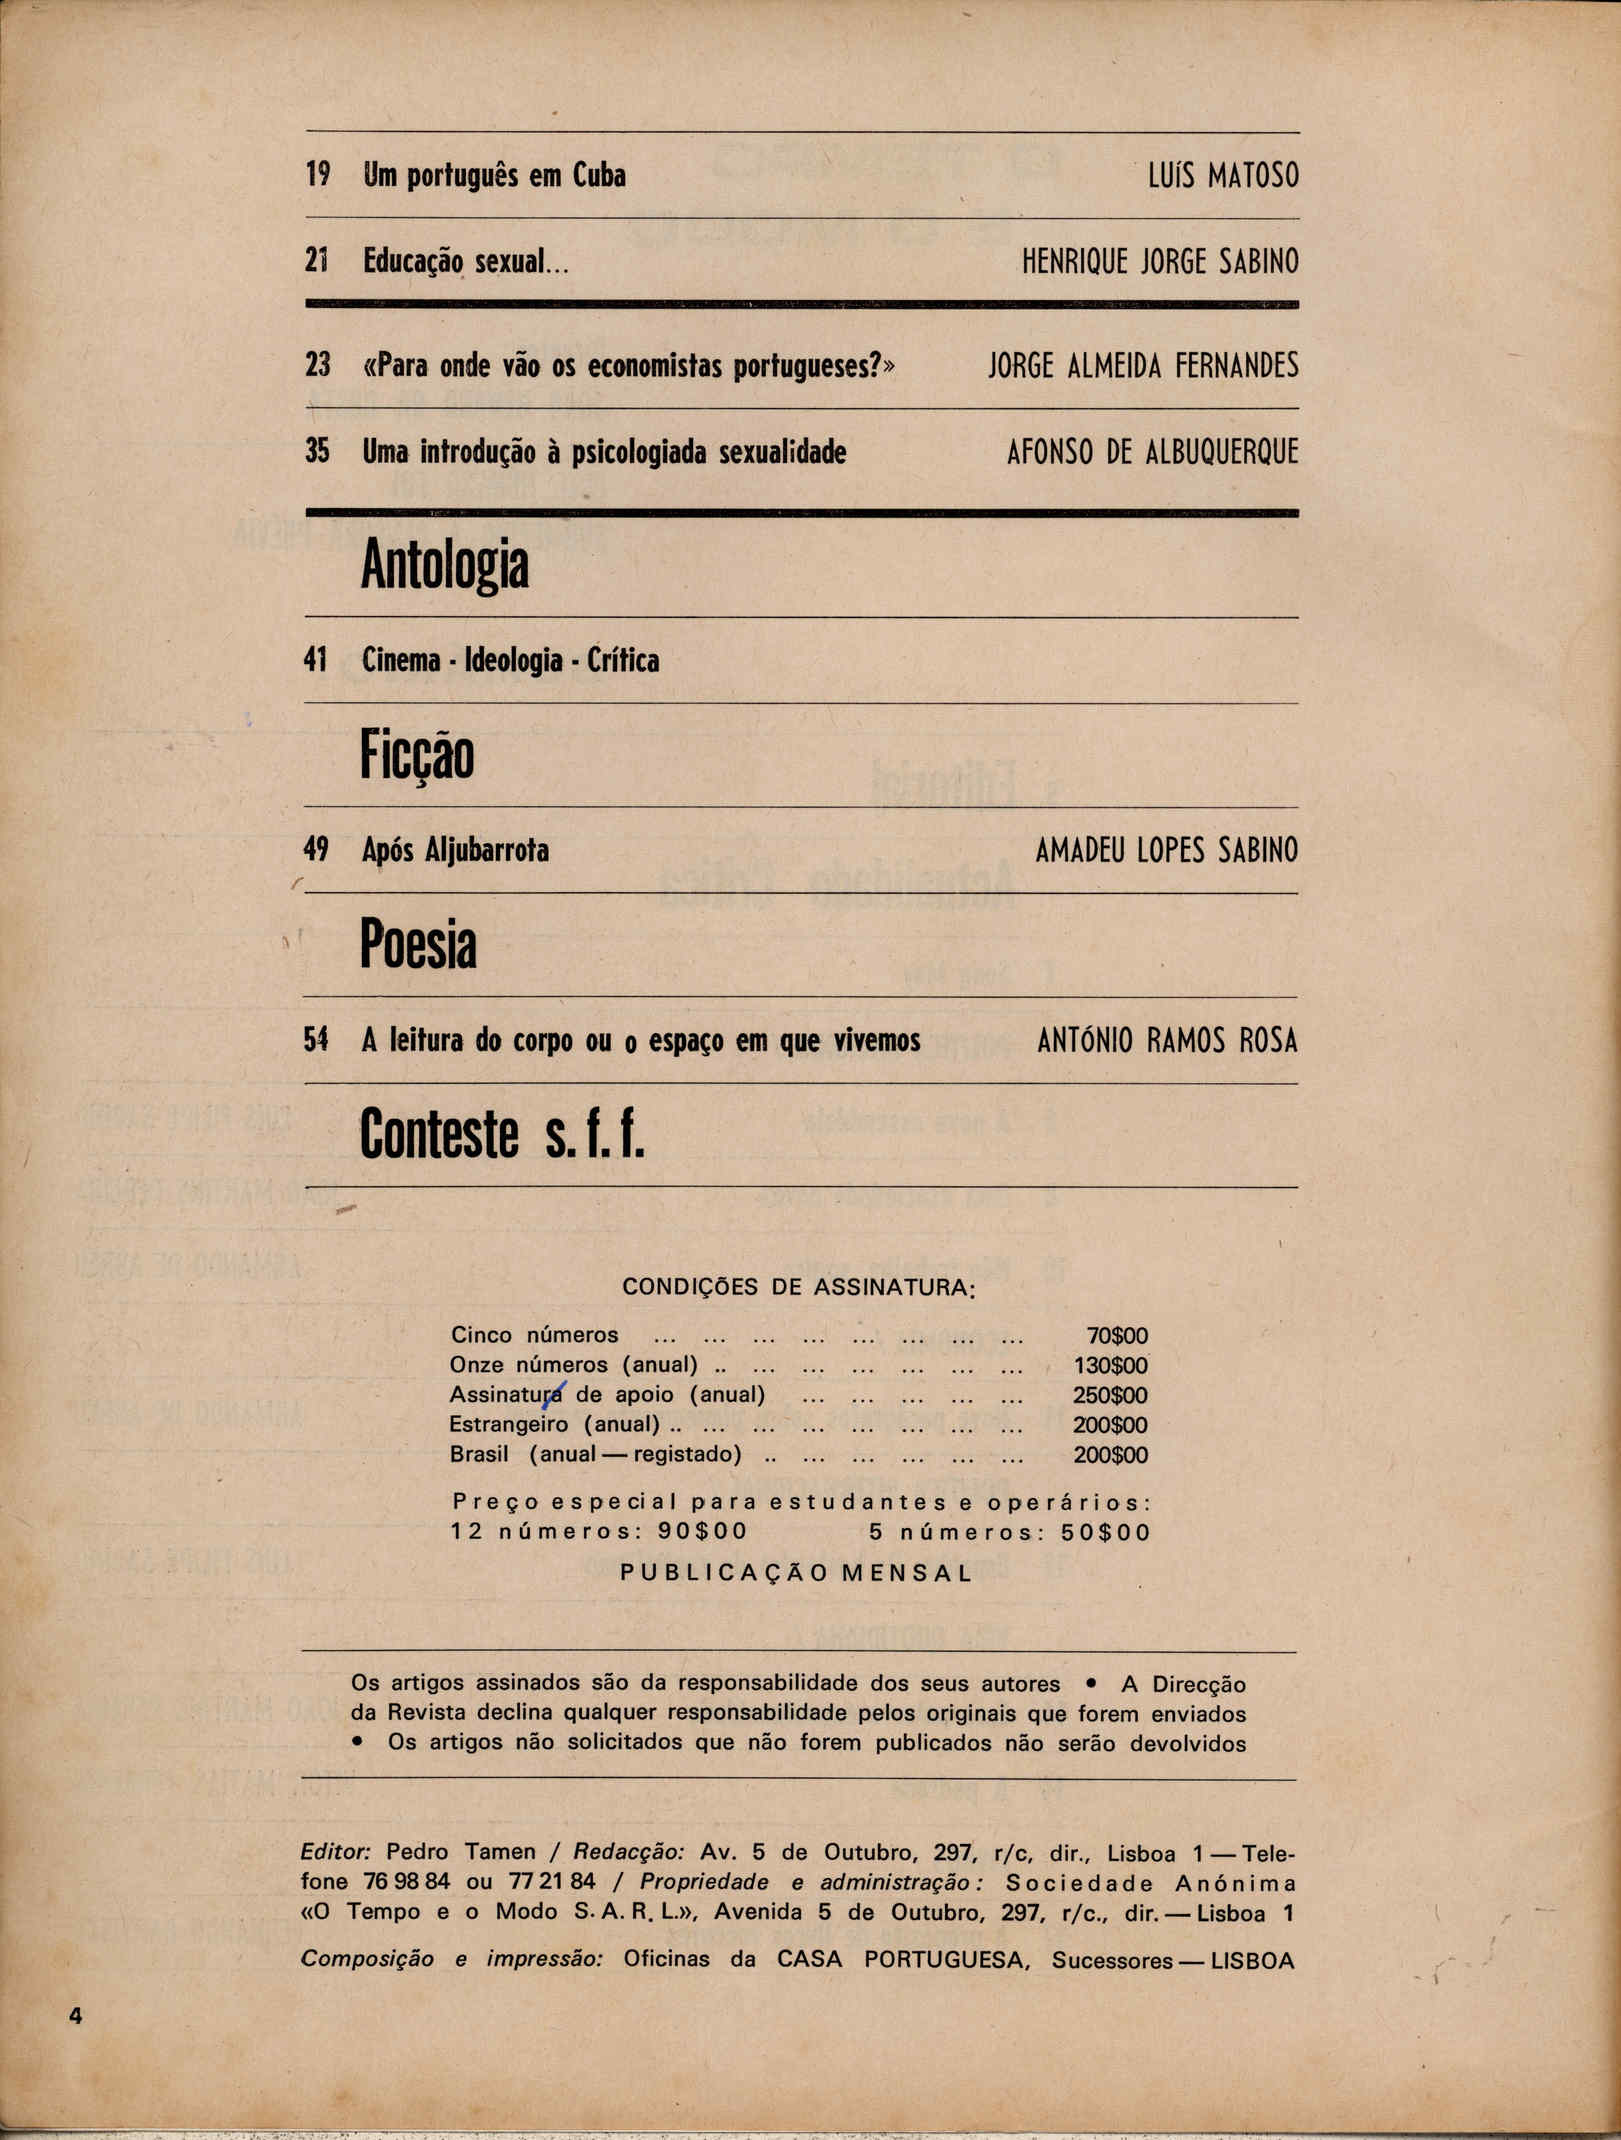 19 Um português em Cuba LUÍS MATOSO
21 Educação sexual... HENRIQUE JORGE SABINO
23 «Para onde vão os economistas portugueses?» JORGE ALMEIDA FERNANDES
35 Uma introdução à psicologiada sexualidade AFONSO DE ALBUQUERQUE
Antologia
41 Cinema - Ideologia - Crítica
Ficção
49 Após Aljubarrota AMADEU LOPES SABINO
Poesia
54 A leitura do corpo ou o espaço em que vivemos ANTÓNIO RAMOS ROSA
Conteste s. f. f.
CONDIÇÕES DE ASSINATURA:
Cinco números ... ... ... ... ... ... ... ... 70$00
Onze números (anual) .. ... ... ... ... ... ... 130$00
Assinatura de apoio (anual) ... ... ... ... ... 250$00
Estrangeiro (anual) .. ... ... ... ... ... ... ... 200$00
Brasil (anual — registado) .. ... ... ... ... ... 200$00
Preço especial para estudantes e operários:
12 números: 90$00 5 números: 50$00
PUBLICAÇÃO MENSAL
Os artigos assinados são da responsabilidade dos seus autores • A Direcção
da Revista declina qualquer responsabilidade pelos originais que forem enviados
• Os artigos não solicitados que não forem publicados não serão devolvidos
Editor: Pedro Tamen / Redacção: Av. 5 de Outubro, 297, r/c, dir., Lisboa 1 — Tele-
fone 76 98 84 ou 77 21 84 / Propriedade e administração: Sociedade Anónima
«O Tempo e o Modo S. A. R. L.», Avenida 5 de Outubro, 297, r/c., dir. — Lisboa 1
Composição e impressão: Oficinas da CASA PORTUGUESA, Sucessores — LISBOA
4